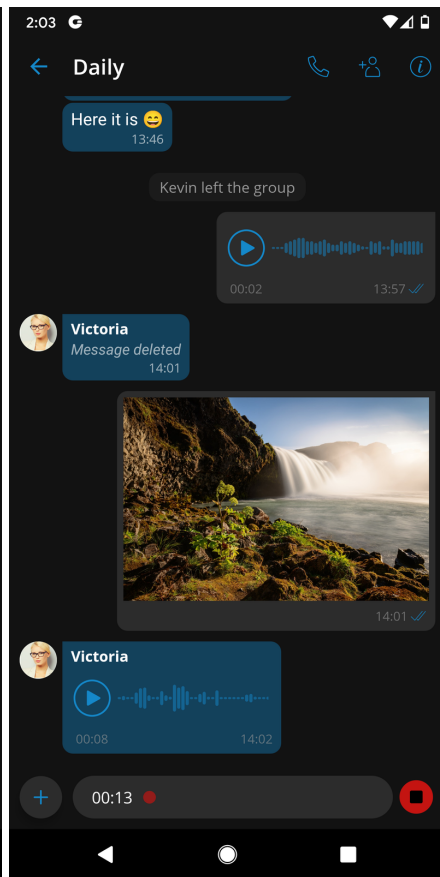 2:03
Daily
Here it is 😄
13:46
Kevin left the group
00:02 13:57
Victoria
Message deleted
14:01
14:01
Victoria
00:08 14:02
00:13